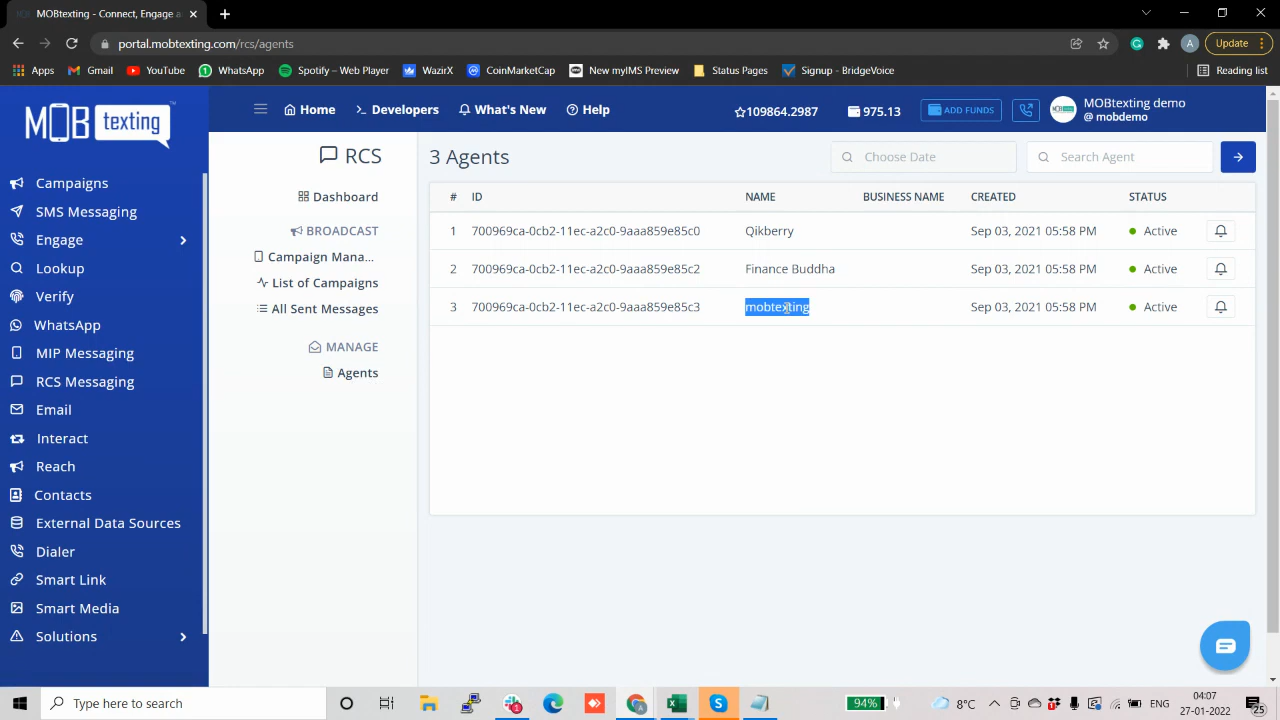 MOBtexting - Connect, Engage a
portal.mobtexting.com/rcs/agents
Update
Apps
Gmail
YouTube
WhatsApp
Spotify – Web Player
WazirX
CoinMarketCap
New myIMS Preview
Status Pages
Signup - BridgeVoice
Reading list
MOB texting
Home
Developers
What's New
Help
109864.2987
975.13
ADD FUNDS
MOBtexting demo
@ mobdemo
Campaigns
SMS Messaging
Engage
Lookup
Verify
WhatsApp
MIP Messaging
RCS Messaging
Email
Interact
Reach
Contacts
External Data Sources
Dialer
Smart Link
Smart Media
Solutions
RCS
Dashboard
BROADCAST
Campaign Mana...
List of Campaigns
All Sent Messages
MANAGE
Agents
3 Agents
Choose Date
Search Agent
# ID NAME BUSINESS NAME CREATED STATUS
1 700969ca-0cb2-11ec-a2c0-9aaa859e85c0 Qikberry Sep 03, 2021 05:58 PM Active
2 700969ca-0cb2-11ec-a2c0-9aaa859e85c2 Finance Buddha Sep 03, 2021 05:58 PM Active
3 700969ca-0cb2-11ec-a2c0-9aaa859e85c3 mobtexting Sep 03, 2021 05:58 PM Active
Type here to search
94%
8°C
ENG
04:07
27-01-2022
25